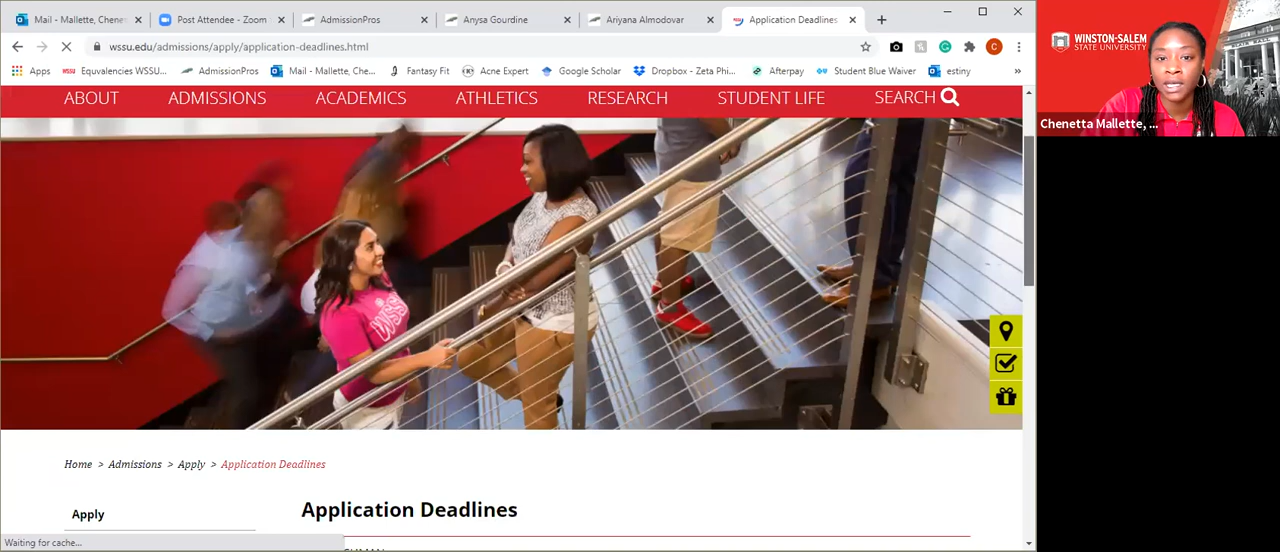 Mail - Mallette, Chene
Post Attendee - Zoom
AdmissionPros
Anysa Gourdine
Ariyana Almodovar
Application Deadlines
wssu.edu/admissions/apply/application-deadlines.html
C
Apps
WSSU
Equvalencies WSSU...
AdmissionPros
Mail - Mallette, Che...
Fantasy Fit
Acne Expert
Google Scholar
Dropbox - Zeta Phi...
Afterpay
Student Blue Waiver
estiny
»
ABOUT
ADMISSIONS
ACADEMICS
ATHLETICS
RESEARCH
STUDENT LIFE
SEARCH
WSSU
Home > Admissions > Apply > Application Deadlines
Apply
Application Deadlines
Waiting for cache...
WINSTON-SALEM
STATE UNIVERSITY
Chenetta Mallette, ...